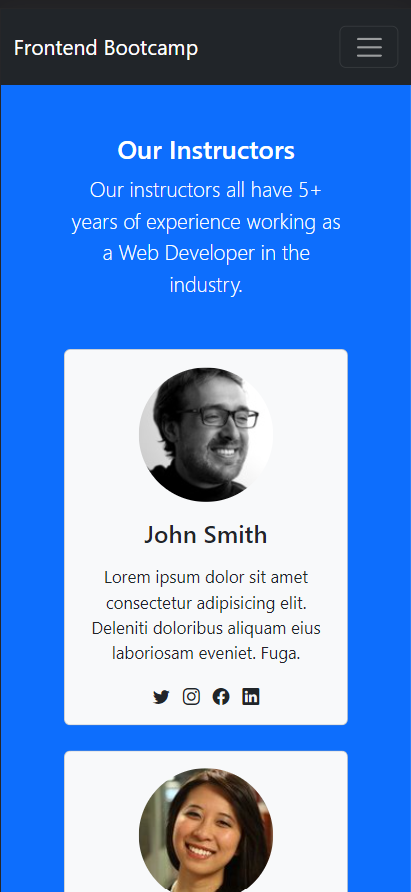 Frontend Bootcamp
Our Instructors
Our instructors all have 5+
years of experience working as
a Web Developer in the
industry.
John Smith
Lorem ipsum dolor sit amet
consectetur adipisicing elit.
Deleniti doloribus aliquam eius
laboriosam eveniet. Fuga.